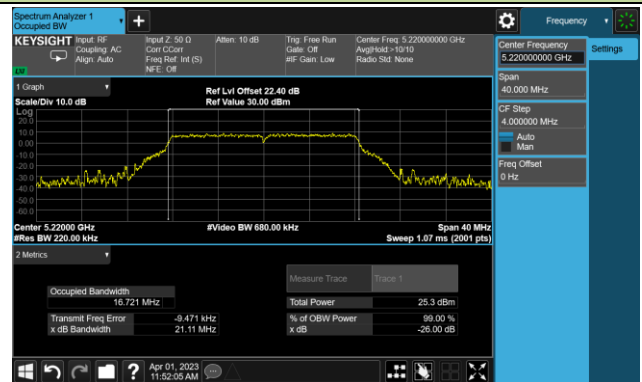 Spectrum Analyzer 1
Occupied BW
+
Frequency
KEYSIGHT
Input: RF
Coupling: AC
Align: Auto
Input Z: 50 Ω
Corr CCorr
Freq Ref: Int (S)
NFE: Off
Atten: 10 dB
Trig: Free Run
Gate: Off
#IF Gain: Low
Center Freq: 5.220000000 GHz
Avg|Hold:>10/10
Radio Std: None
LW
Center Frequency
5.220000000 GHz
Settings
Span
40.000 MHz
CF Step
4.000000 MHz
Auto
Man
Freq Offset
0 Hz
1 Graph
Scale/Div 10.0 dB
Ref Lvl Offset 22.40 dB
Ref Value 30.00 dBm
Log
20.0
10.0
0.00
-10.0
-20.0
-30.0
-40.0
-50.0
-60.0
Center 5.22000 GHz
#Res BW 220.00 kHz
#Video BW 680.00 kHz
Span 40 MHz
Sweep 1.07 ms (2001 pts)
2 Metrics
Measure Trace
Trace 1
Occupied Bandwidth
16.721 MHz
Total Power
25.3 dBm
Transmit Freq Error
-9.471 kHz
% of OBW Power
99.00 %
x dB Bandwidth
21.11 MHz
x dB
-26.00 dB
?
Apr 01, 2023
11:52:05 AM